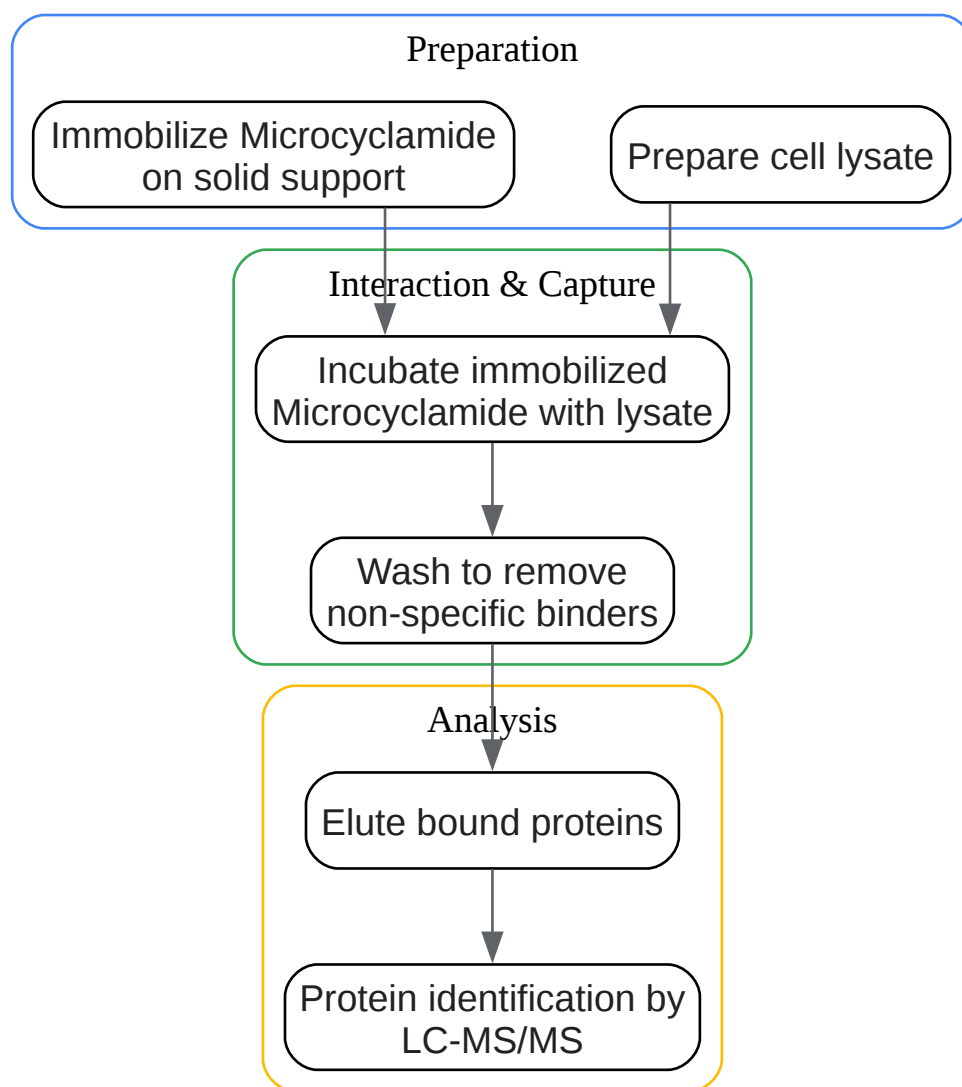 Preparation
Immobilize Microcyclamide
on solid support
Prepare cell lysate
Interaction & Capture
Incubate immobilized
Microcyclamide with lysate
Wash to remove
non-specific binders
Analysis
Elute bound proteins
Protein identification by
LC-MS/MS